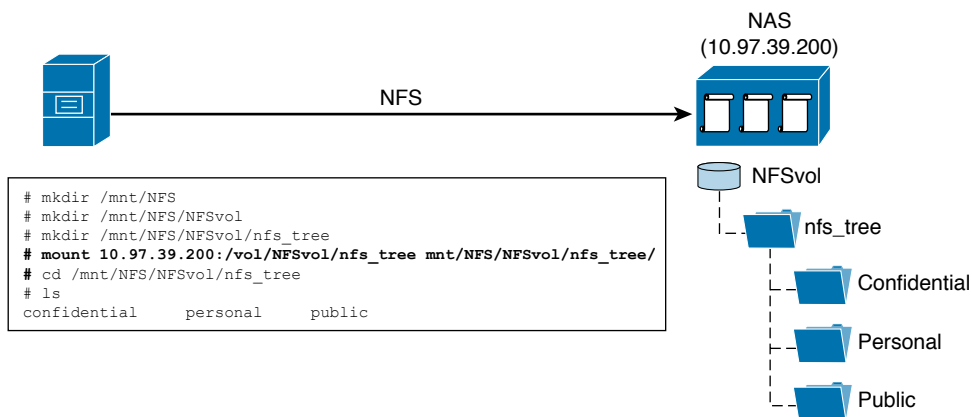 NAS
(10.97.39.200)
NFS
NFSvol
nfs_tree
Confidential
Personal
Public
# mkdir /mnt/NFS
# mkdir /mnt/NFS/NFSvol
# mkdir /mnt/NFS/NFSvol/nfs_tree
# mount 10.97.39.200:/vol/NFSvol/nfs_tree mnt/NFS/NFSvol/nfs_tree/
# cd /mnt/NFS/NFSvol/nfs_tree
# ls
confidential personal public